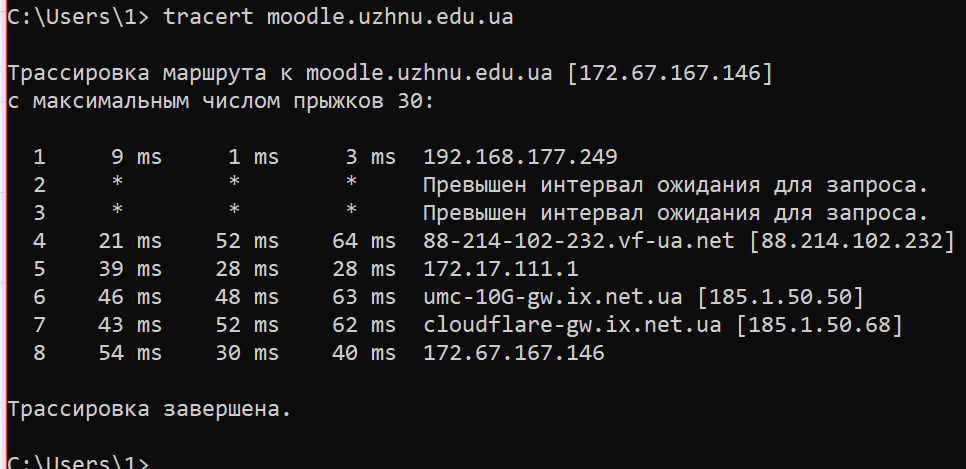 C:\Users\1> tracert moodle.uzhnu.edu.ua
Трассировка маршрута к moodle.uzhnu.edu.ua [172.67.167.146]
с максимальным числом прыжков 30:
1 9 ms 1 ms 3 ms 192.168.177.249
2 * * * Превышен интервал ожидания для запроса.
3 * * * Превышен интервал ожидания для запроса.
4 21 ms 52 ms 64 ms 88-214-102-232.vf-ua.net [88.214.102.232]
5 39 ms 28 ms 28 ms 172.17.111.1
6 46 ms 48 ms 63 ms umc-10G-gw.ix.net.ua [185.1.50.50]
7 43 ms 52 ms 62 ms cloudflare-gw.ix.net.ua [185.1.50.68]
8 54 ms 30 ms 40 ms 172.67.167.146
Трассировка завершена.
C:\Users\1>